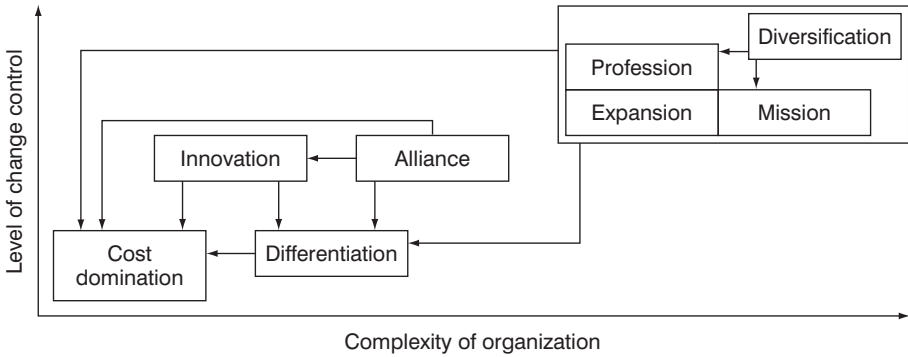 Level of change control
Diversification
Profession
Expansion
Mission
Innovation
Alliance
Cost
domination
Differentiation
Complexity of organization